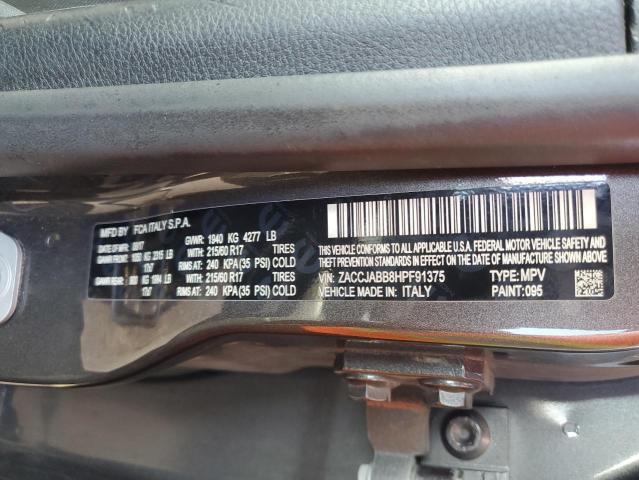 MFD BY FCA ITALY S.P.A.
DATE
GVWR: 1940 KG 4277 LB
WITH 215/60 R17 TIRES
RIMS AT: 240 KPA (35 PSI) COLD
WITH 215/60 R17 TIRES
RIMS AT: 240 KPA (35 PSI) COLD
THIS VEHICLE CONFORMS TO ALL APPLICABLE U.S.A.
FEDERAL MOTOR VEHICLE SAFETY, BUMPER, AND
THEFT PREVENTION STANDARDS IN EFFECT
ON THE DATE OF MANUFACTURE SHOWN ABOVE.
VIN: ZACCJABB8HPF91375 TYPE: MPV
VEHICLE MADE IN: ITALY PAINT: 095